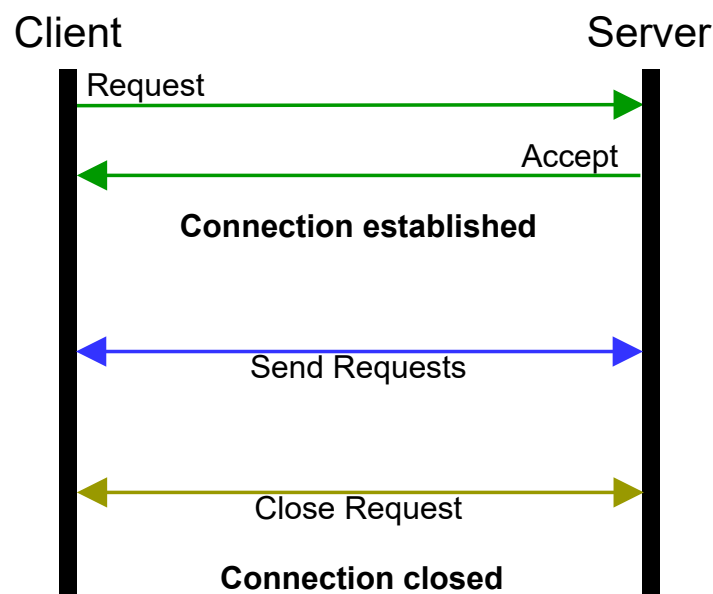 Client
Server
Request
Accept
Connection established
Send Requests
Close Request
Connection closed